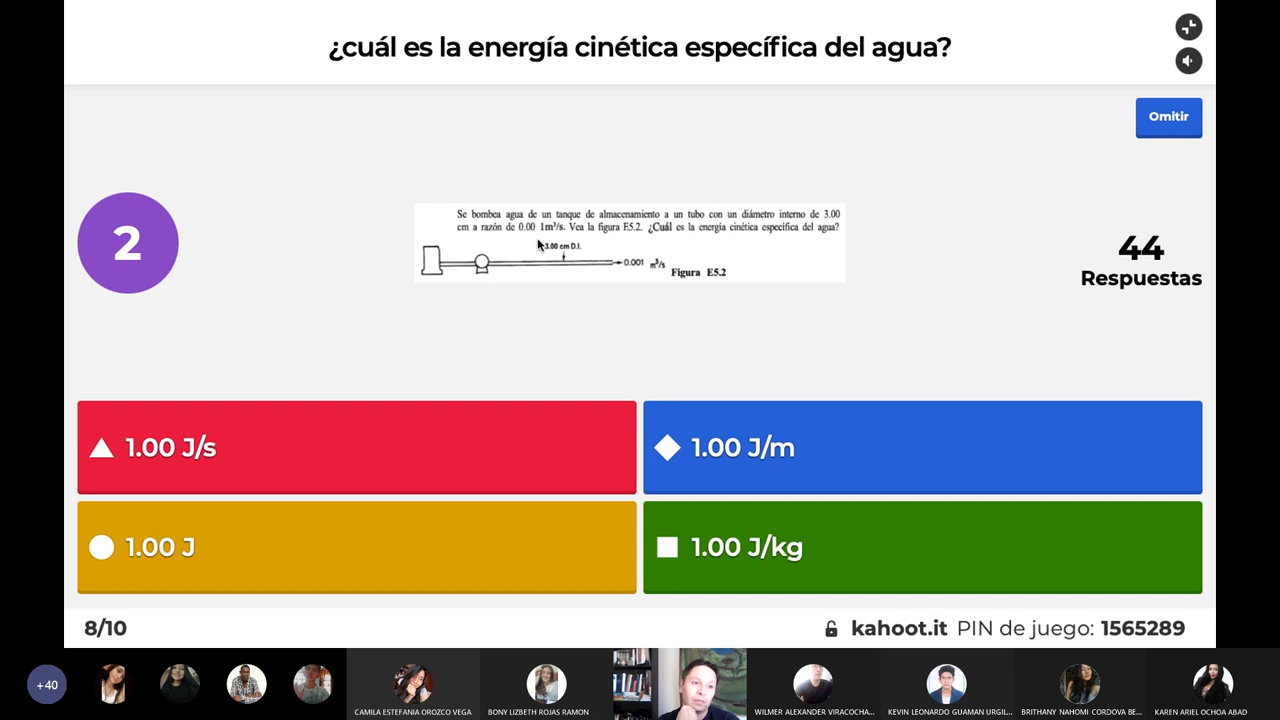 ¿cuál es la energía cinética específica del agua?
Omitir
2
Se bombea agua de un tanque de almacenamiento a un tubo con un diámetro interno de 3.00
cm a razón de 0.00 1m³/s. Vea la figura E5.2. ¿Cuál es la energía cinética específica del agua?
3.00 cm D.I.
0.001 m³/s
Figura E5.2
44
Respuestas
1.00 J/s
1.00 J/m
1.00 J
1.00 J/kg
8/10
kahoot.it PIN de juego: 1565289
+40
CAMILA ESTEFANIA OROZCO VEGA
BONY LIZBETH ROJAS RAMON
WILMER ALEXANDER VIRACOCHA...
KEVIN LEONARDO GUAMAN URGIL...
BRITHANY NAHOMI CORDOVA BE...
KAREN ARIEL OCHOA ABAD